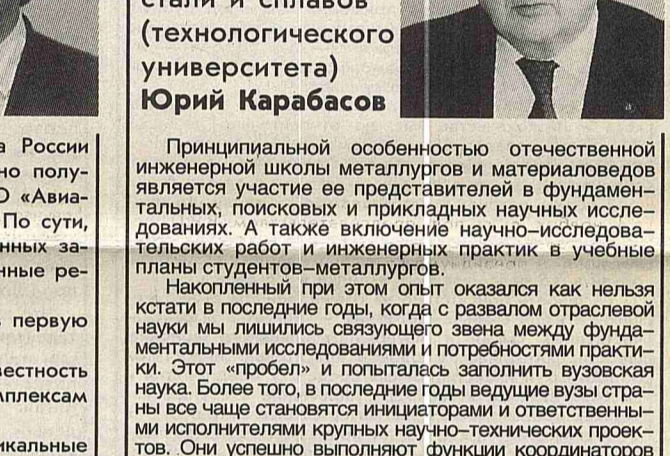 стали и сплавов
(технологического
университета)
Юрий Карабасов
а России
но полу-
О «Авиа-
По сути,
нных за-
нные ре-
первую
вестность
мплексам
икальные
Принципиальной особенностью отечественной
инженерной школы металлургов и материаловедов
является участие ее представителей в фундамен-
тальных, поисковых и прикладных научных иссле-
дованиях. А также включение научно-исследова-
тельских работ и инженерных практик в учебные
планы студентов-металлургов.
Накопленный при этом опыт оказался как нельзя
кстати в последние годы, когда с развалом отраслевой
науки мы лишились связующего звена между фунда-
ментальными исследованиями и потребностями практи-
ки. Этот «пробел» и попыталась заполнить вузовская
наука. Более того, в последние годы ведущие вузы стра-
ны все чаще становятся инициаторами и ответственны-
ми исполнителями крупных научно-технических проек-
тов. Они успешно выполняют функции координаторов